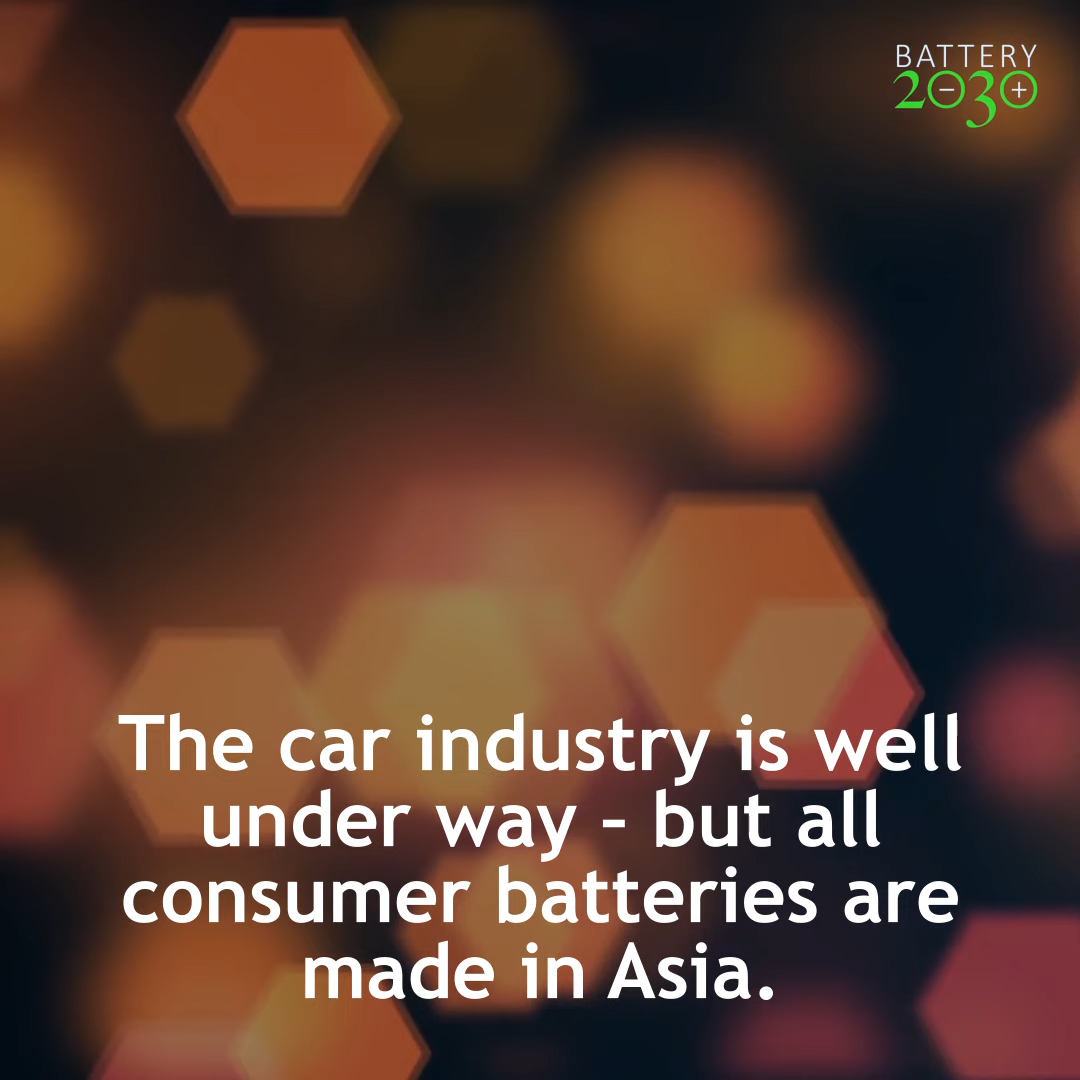 BATTERY
2030
The car industry is well
under way – but all
consumer batteries are
made in Asia.